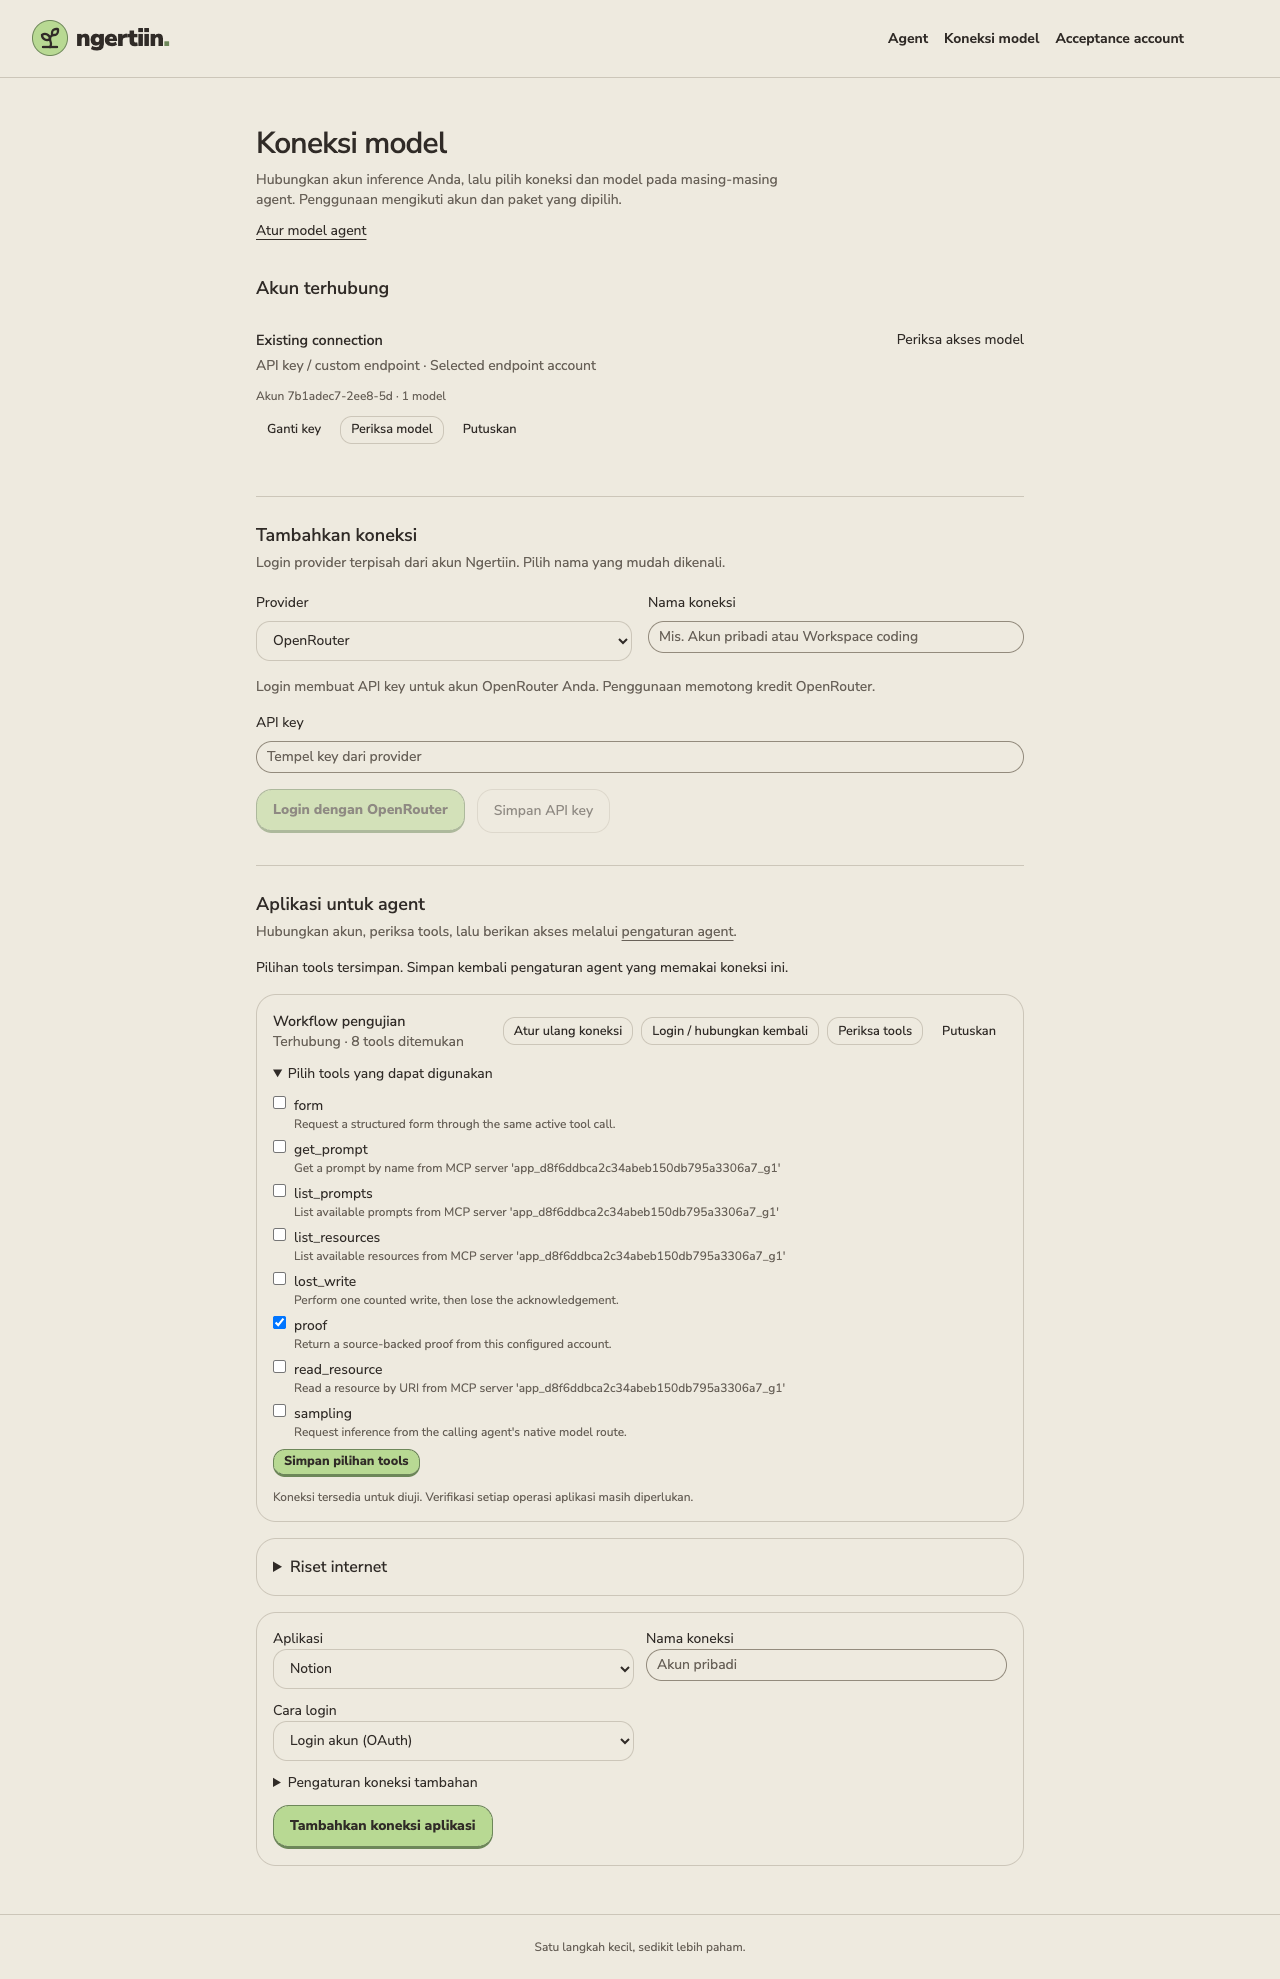 ngertiin.
Agent Koneksi model Acceptance account
Koneksi model
Hubungkan akun inference Anda, lalu pilih koneksi dan model pada masing-masing
agent. Penggunaan mengikuti akun dan paket yang dipilih.
Atur model agent
Akun terhubung
Existing connection
Periksa akses model
API key / custom endpoint · Selected endpoint account
Akun 7b1adec7-2ee8-5d · 1 model
Ganti key Periksa model Putuskan
Tambahkan koneksi
Login provider terpisah dari akun Ngertiin. Pilih nama yang mudah dikenali.
Provider
Nama koneksi
OpenRouter
Mis. Akun pribadi atau Workspace coding
Login membuat API key untuk akun OpenRouter Anda. Penggunaan memotong kredit OpenRouter.
API key
Tempel key dari provider
Login dengan OpenRouter Simpan API key
Aplikasi untuk agent
Hubungkan akun, periksa tools, lalu berikan akses melalui pengaturan agent.
Pilihan tools tersimpan. Simpan kembali pengaturan agent yang memakai koneksi ini.
Workflow pengujian
Terhubung · 8 tools ditemukan
Atur ulang koneksi Login / hubungkan kembali Periksa tools Putuskan
▼ Pilih tools yang dapat digunakan
form
Request a structured form through the same active tool call.
get_prompt
Get a prompt by name from MCP server 'app_d8f6ddbca2c34abeb150db795a3306a7_g1'
list_prompts
List available prompts from MCP server 'app_d8f6ddbca2c34abeb150db795a3306a7_g1'
list_resources
List available resources from MCP server 'app_d8f6ddbca2c34abeb150db795a3306a7_g1'
lost_write
Perform one counted write, then lose the acknowledgement.
proof
Return a source-backed proof from this configured account.
read_resource
Read a resource by URI from MCP server 'app_d8f6ddbca2c34abeb150db795a3306a7_g1'
sampling
Request inference from the calling agent's native model route.
Simpan pilihan tools
Koneksi tersedia untuk diuji. Verifikasi setiap operasi aplikasi masih diperlukan.
▶ Riset internet
Aplikasi
Nama koneksi
Notion
Akun pribadi
Cara login
Login akun (OAuth)
▶ Pengaturan koneksi tambahan
Tambahkan koneksi aplikasi
Satu langkah kecil, sedikit lebih paham.